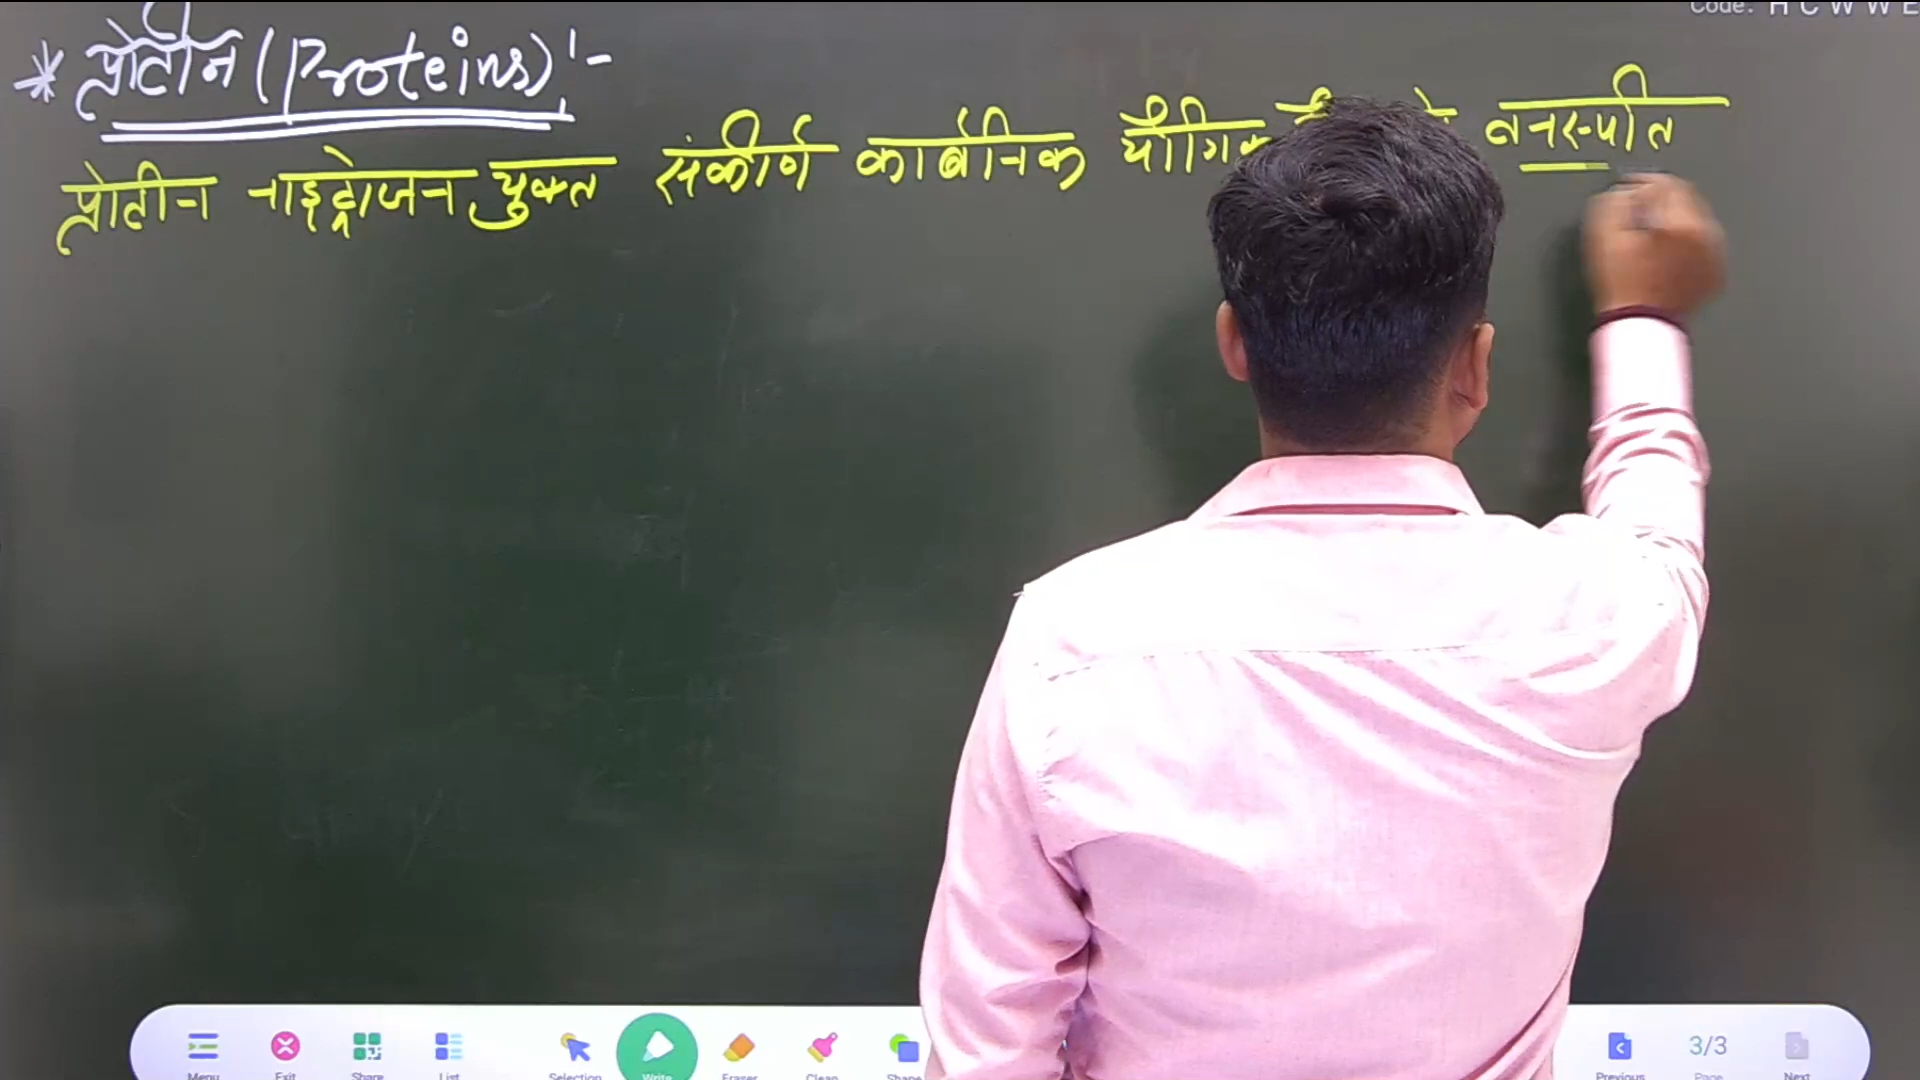 Code: H C W W E
* प्रोटीन (Proteins) :-
प्रोटीन नाइट्रोजन युक्त संकीर्ण कार्बनिक यौगिक वनस्पति
Menu Exit Share List Selection Write Eraser Clean Shape Previous 3/3 Page Next